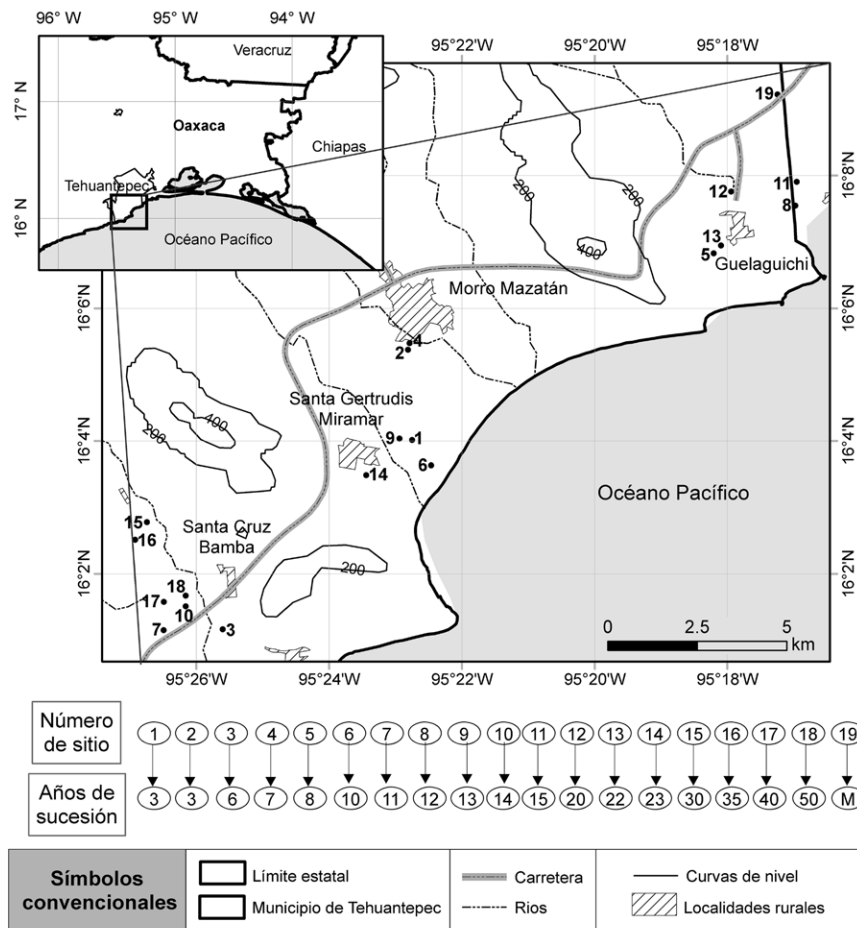 96° W 95° W 94° W
Veracruz
17° N
Oaxaca
Chiapas
Tehuantepec
16° N
Océano Pacífico
95°22'W 95°20'W 95°18'W
19
200
200
400
16°8'N
12
11
8
13
5
Guelaguichi
Morro Mazatán
16°6'N 16°6'N
4
2
Santa Gertrudis
Miramar
200
400
16°4'N 16°4'N
9 1
6
14
Océano Pacífico
15
16
Santa Cruz
Bamba
200
16°2'N 16°2'N
18
17
10
7
3
0 2.5 5
km
95°26'W 95°24'W 95°22'W 95°20'W 95°18'W
Número
de sitio
1 2 3 4 5 6 7 8 9 10 11 12 13 14 15 16 17 18 19
Años de
sucesión
3 3 6 7 8 10 11 12 13 14 15 20 22 23 30 35 40 50 M
Símbolos
convencionales
Límite estatal
Municipio de Tehuantepec
Carretera
Rios
Curvas de nivel
Localidades rurales